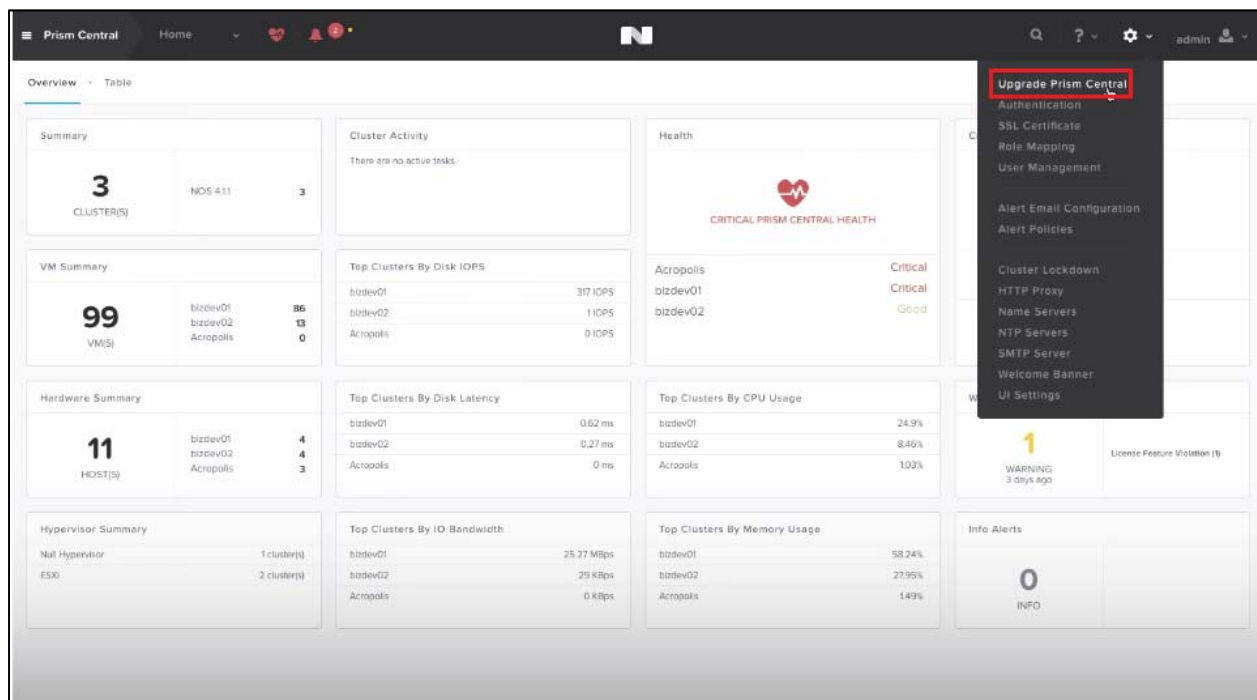 Prism Central Home 2 ? admin
Overview · Table
Upgrade Prism Central
Authentication
SSL Certificate
Role Mapping
User Management
Alert Email Configuration
Alert Policies
Cluster Lockdown
HTTP Proxy
Name Servers
NTP Servers
SMTP Server
Welcome Banner
UI Settings
Summary
3
CLUSTER(S)
NOS 4.1.1 3
Cluster Activity
There are no active tasks.
Health
CRITICAL PRISM CENTRAL HEALTH
Acropolis Critical
bizdev01 Critical
bizdev02 Good
C
VM Summary
99
VM(S)
bizdev01 86
bizdev02 13
Acropolis 0
Top Clusters By Disk IOPS
bizdev01 317 IOPS
bizdev02 1 IOPS
Acropolis 0 IOPS
Hardware Summary
11
HOST(S)
bizdev01 4
bizdev02 4
Acropolis 3
Top Clusters By Disk Latency
bizdev01 0.62 ms
bizdev02 0.27 ms
Acropolis 0 ms
Top Clusters By CPU Usage
bizdev01 24.9%
bizdev02 8.46%
Acropolis 1.03%
W
1
WARNING
3 days ago
License Feature Violation (1)
Hypervisor Summary
Null Hypervisor 1 cluster(s)
ESXi 2 cluster(s)
Top Clusters By IO Bandwidth
bizdev01 25.27 MBps
bizdev02 29 KBps
Acropolis 0 KBps
Top Clusters By Memory Usage
bizdev01 58.24%
bizdev02 27.95%
Acropolis 1.49%
Info Alerts
0
INFO